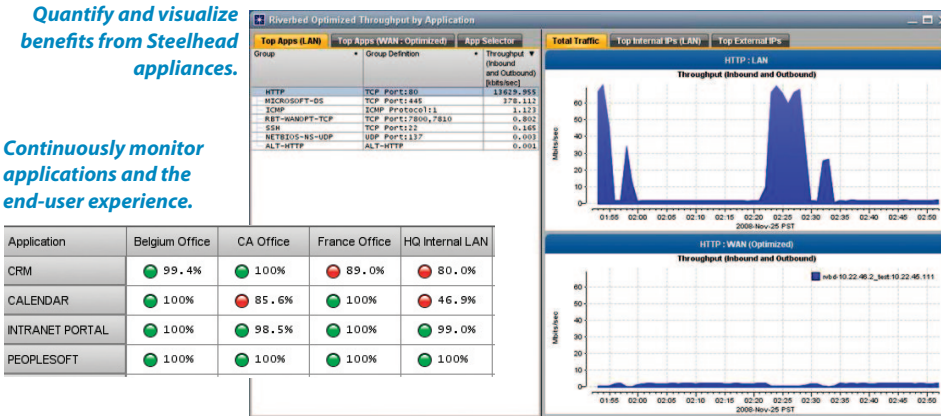 Quantify and visualize
benefits from Steelhead
appliances.
Continuously monitor
applications and the
end-user experience.
Application Belgium Office CA Office France Office HQ Internal LAN
CRM 99.4% 100% 89.0% 80.0%
CALENDAR 100% 85.6% 100% 46.9%
INTRANET PORTAL 100% 98.5% 100% 99.0%
PEOPLESOFT 100% 100% 100% 100%
Riverbed Optimized Throughput by Application
Top Apps (LAN) Top Apps (WAN : Optimized) App Selector
Group Group Definition Throughput
(Inbound
and Outbound)
[kbits/sec]
HTTP TCP Port:80 13629.955
MICROSOFT-DS TCP Port:445 378.112
ICMP ICMP Protocol:1 1.123
RBT-WANOPT-TCP TCP Port:7800,7810 0.802
SSH TCP Port:22 0.165
NETBIOS-NS-UDP UDP Port:137 0.003
ALT-HTTP ALT-HTTP 0.001
Total Traffic Top Internal IPs (LAN) Top External IPs
HTTP : LAN
Throughput (Inbound and Outbound)
Mbits/sec
60
50
40
30
20
10
0
01:55 02:00 02:05 02:10 02:15 02:20 02:25 02:30 02:35 02:40 02:45 02:50
2008-Nov-25 PST
HTTP : WAN (Optimized)
Throughput (Inbound and Outbound)
10.22.45.111
Mbits/sec
60
50
40
30
20
10
0
01:55 02:00 02:05 02:10 02:15 02:20 02:25 02:30 02:35 02:40 02:45 02:50
2008-Nov-25 PST